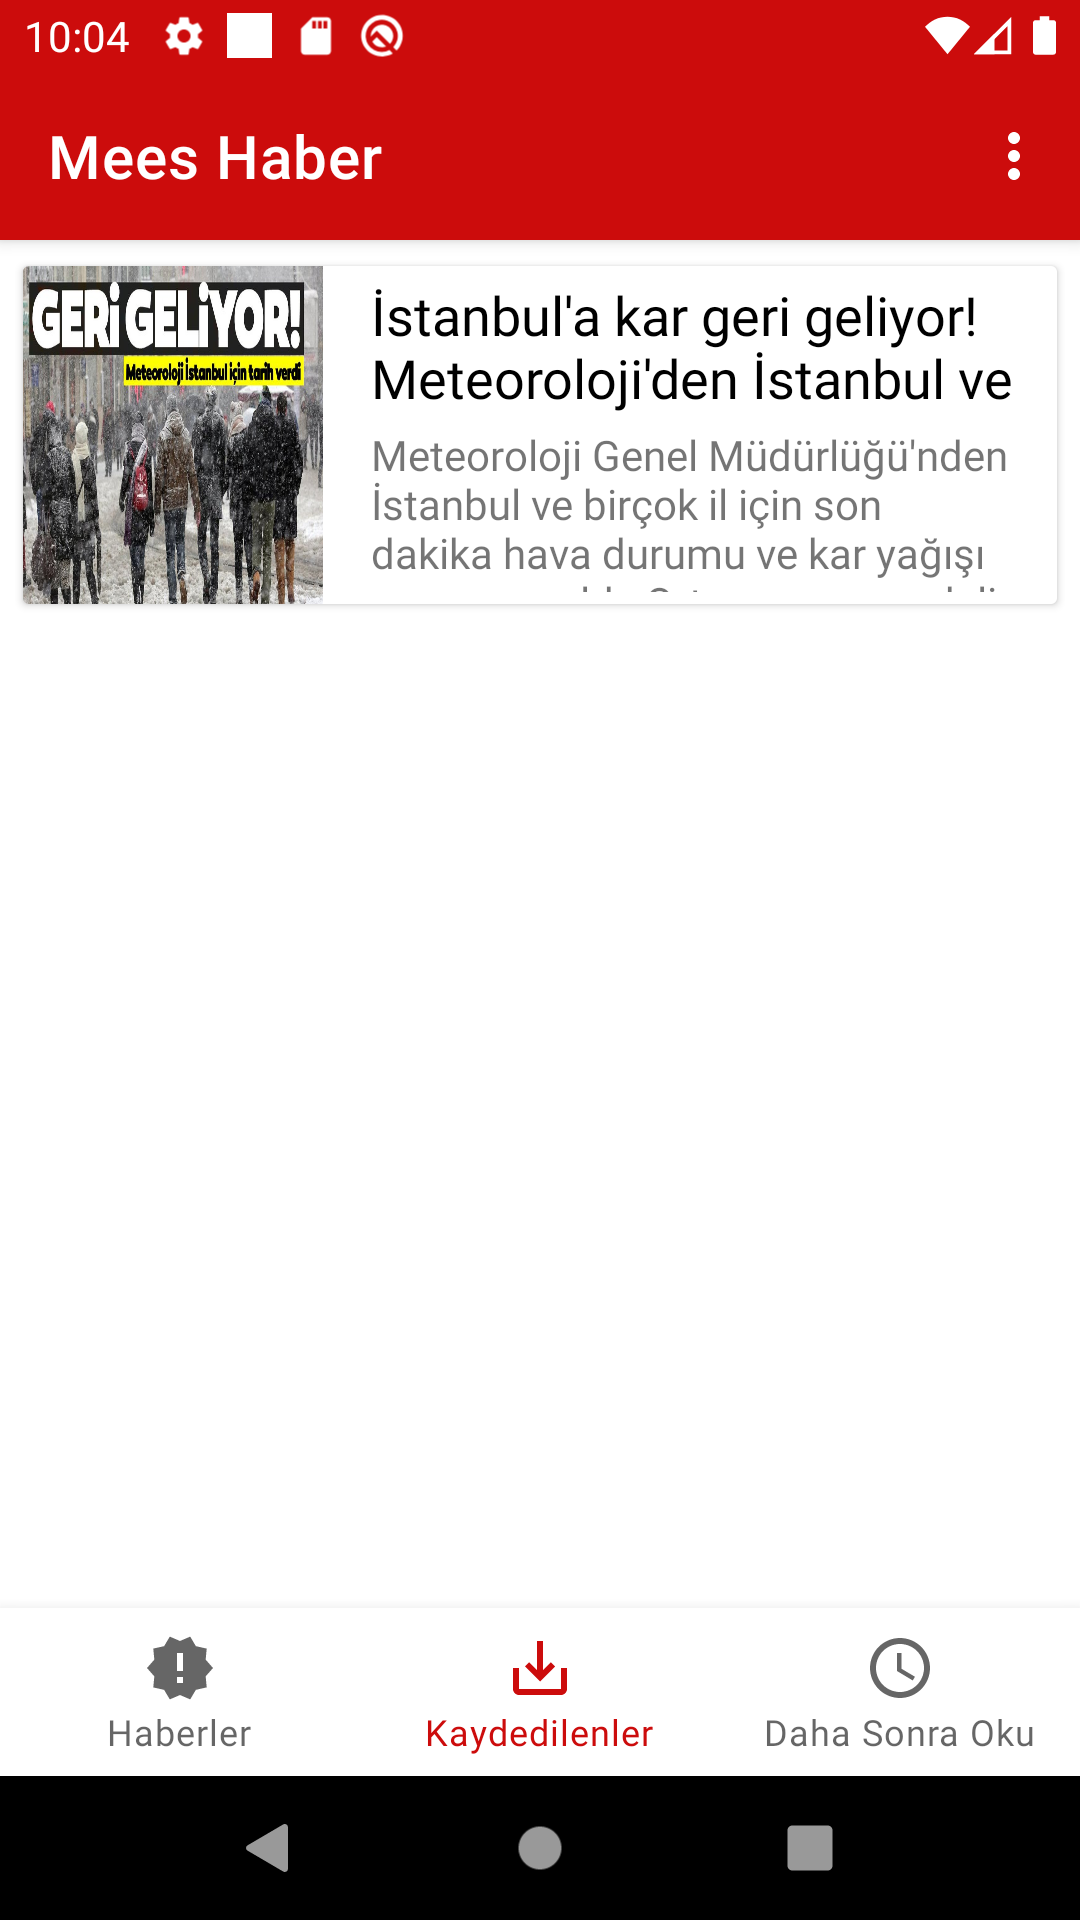 10:04
Mees Haber
GERİ GELİYOR!
Meteoroloji İstanbul için tarih verdi
İstanbul'a kar geri geliyor!
Meteoroloji'den İstanbul ve
Meteoroloji Genel Müdürlüğü'nden
İstanbul ve birçok il için son
dakika hava durumu ve kar yağışı
Haberler
Kaydedilenler
Daha Sonra Oku